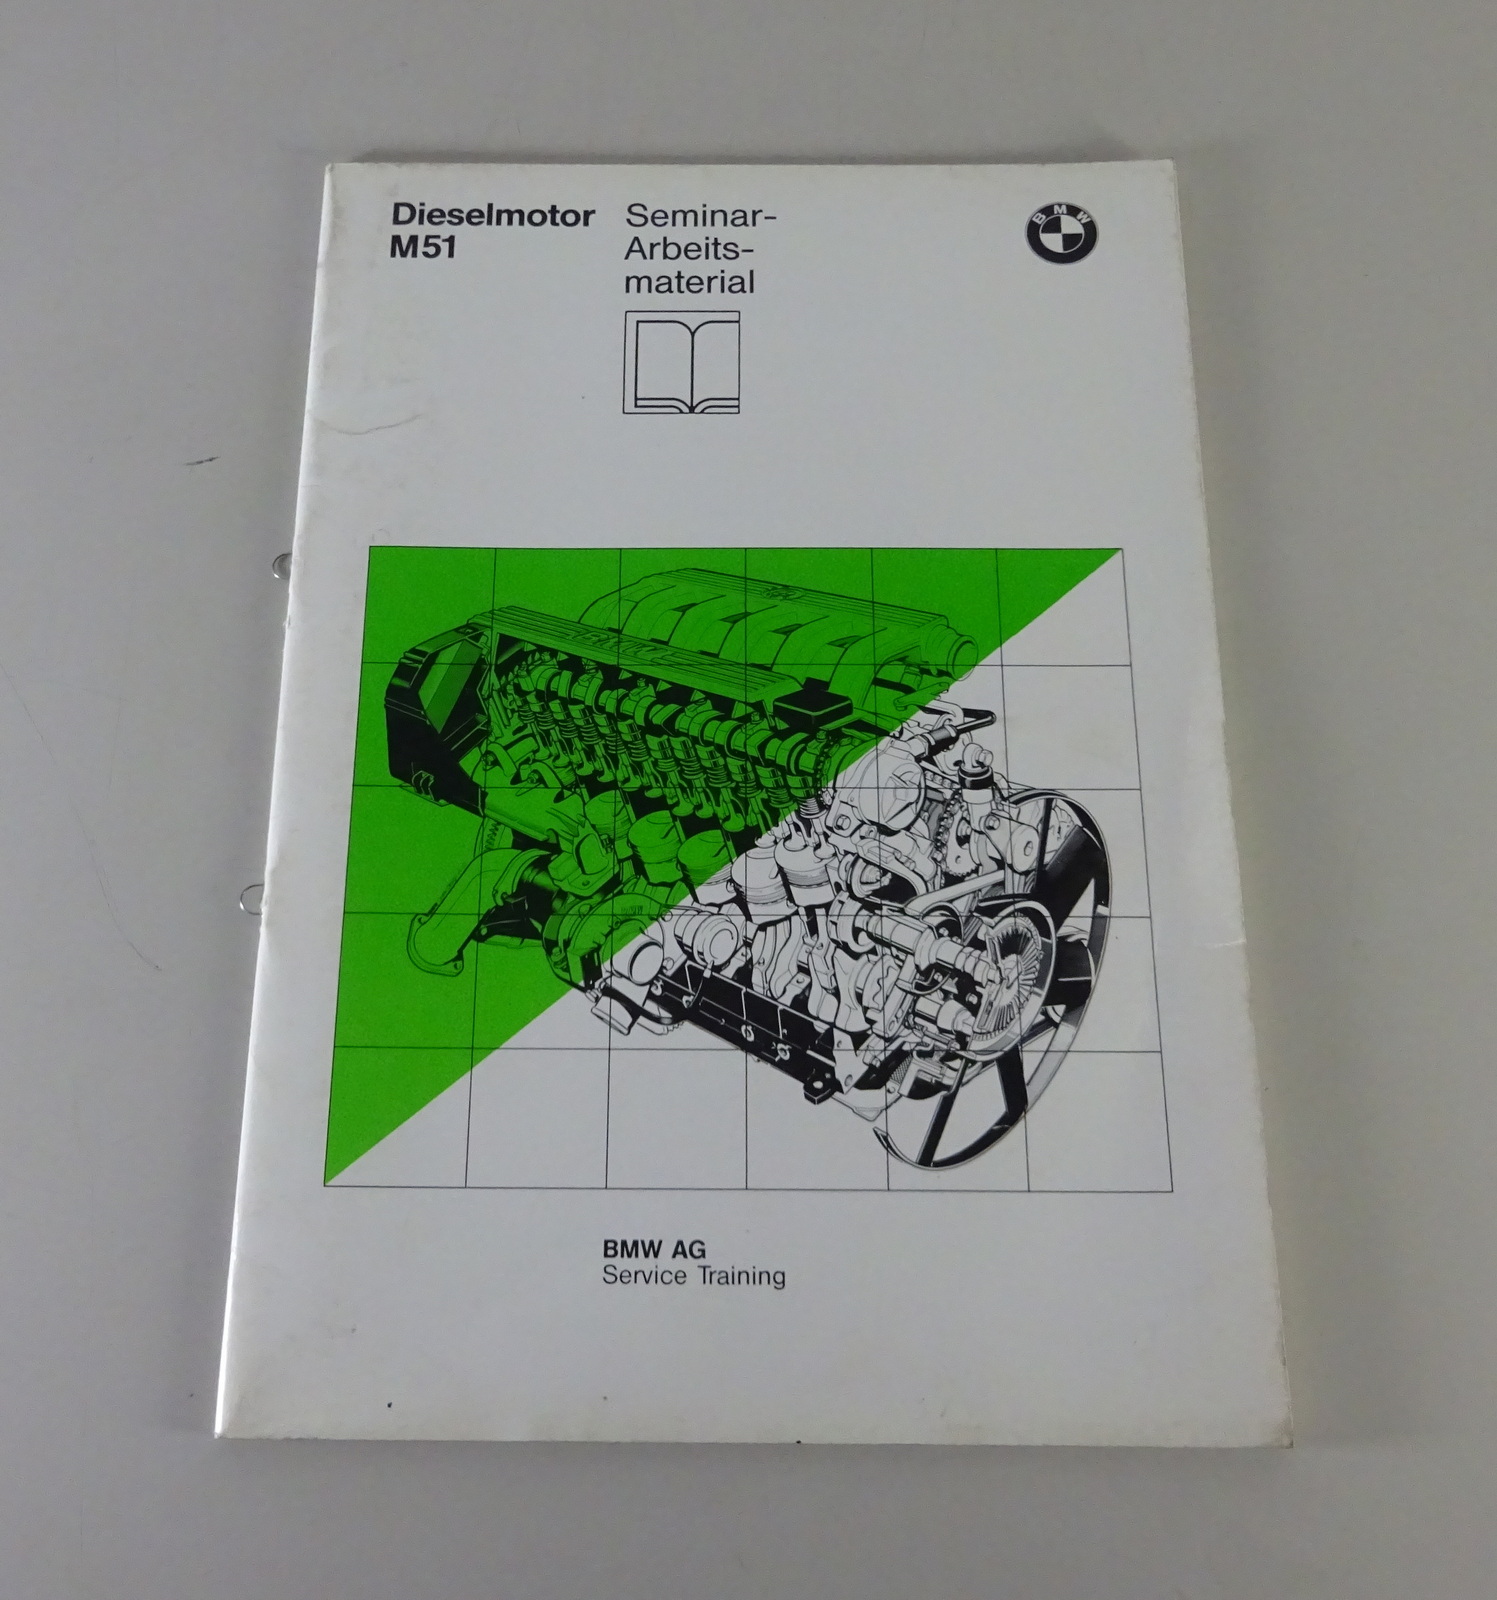 Dieselmotor
M51
Seminar-
Arbeits-
material
BMW
BMW AG
Service Training